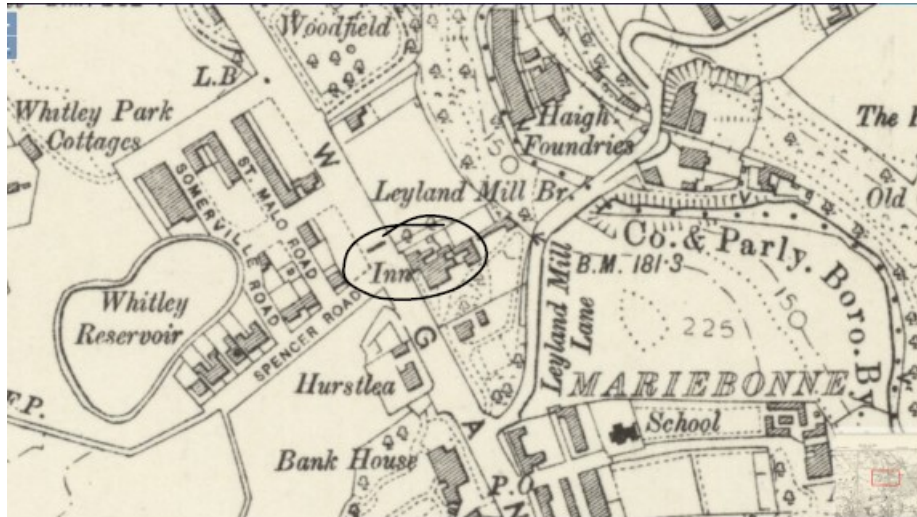 Woodfield
L.B
Whitley Park
Cottages
Haigh
Foundries
The
Leyland Mill Br.
Old
W
I
G
A
N
SOMERVILLE ROAD
ST. MALO ROAD
SPENCER ROAD
Inn
Whitley
Reservoir
Co. & Parly. Boro. By.
B.M. 181·3
150
150
225
Leyland Mill
Lane
Hurstlea
MARIEBONNE
School
Bank House
P.O
F.P.